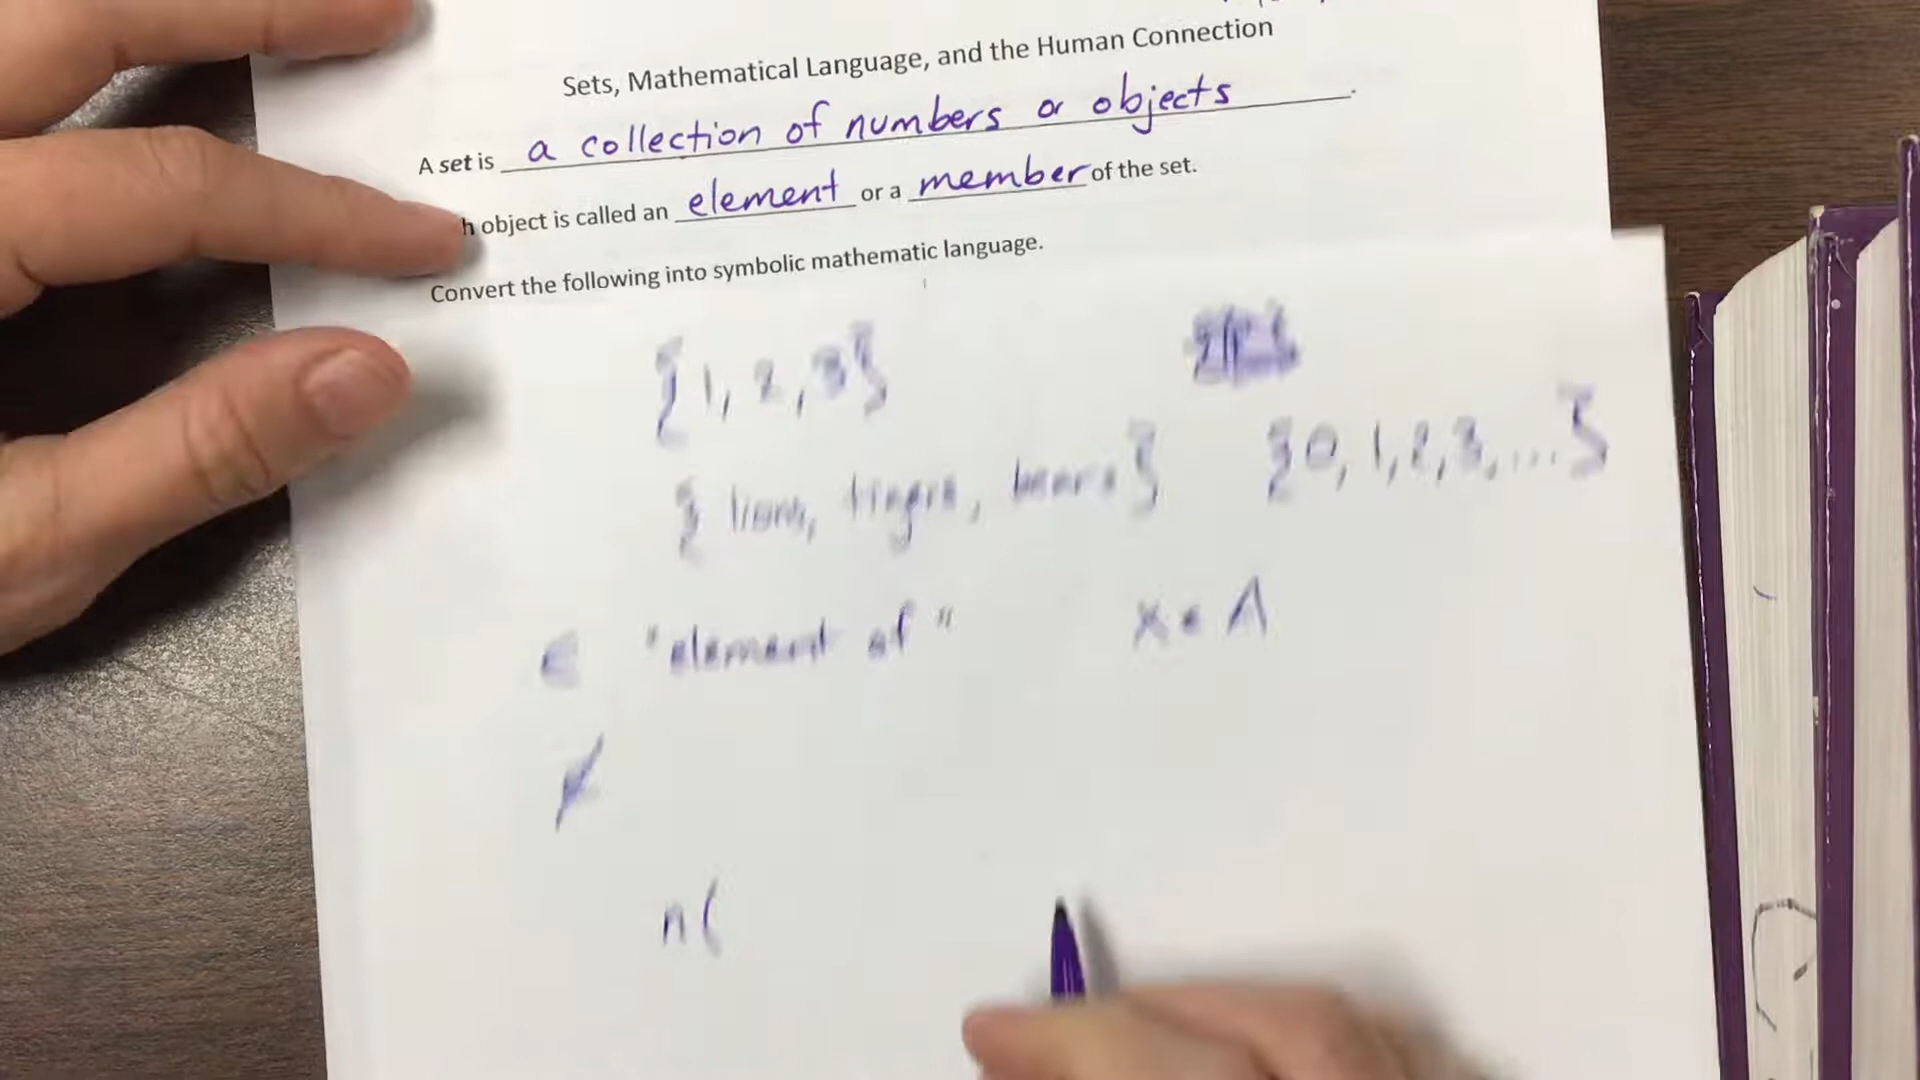 Sets, Mathematical Language, and the Human Connection
A set is a collection of numbers or objects.
h object is called an element or a member of the set.
Convert the following into symbolic mathematic language.
{1, 2, 3}
{ lions, tingers, bears } {0, 1, 2, 3, ... }
∈ "element of" x ∈ A
∉
n(